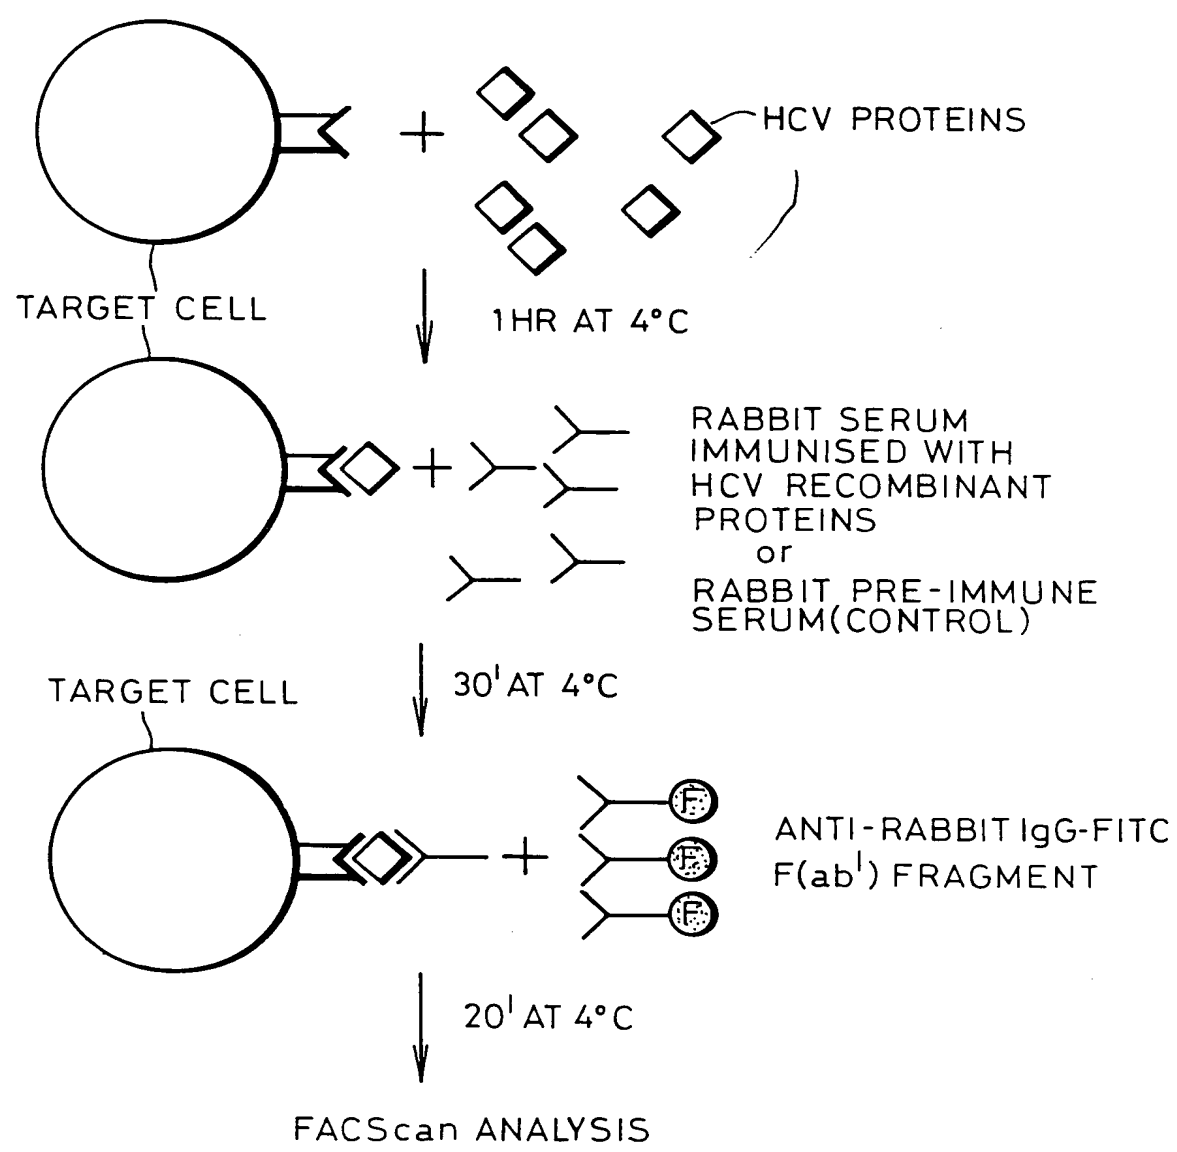 HCV PROTEINS
TARGET CELL
1HR AT 4°C
RABBIT SERUM
IMMUNISED WITH
HCV RECOMBINANT
PROTEINS
or
RABBIT PRE-IMMUNE
SERUM(CONTROL)
30' AT 4°C
TARGET CELL
F
F
F
ANTI-RABBIT IgG-FITC
F(ab') FRAGMENT
20' AT 4°C
FACScan ANALYSIS